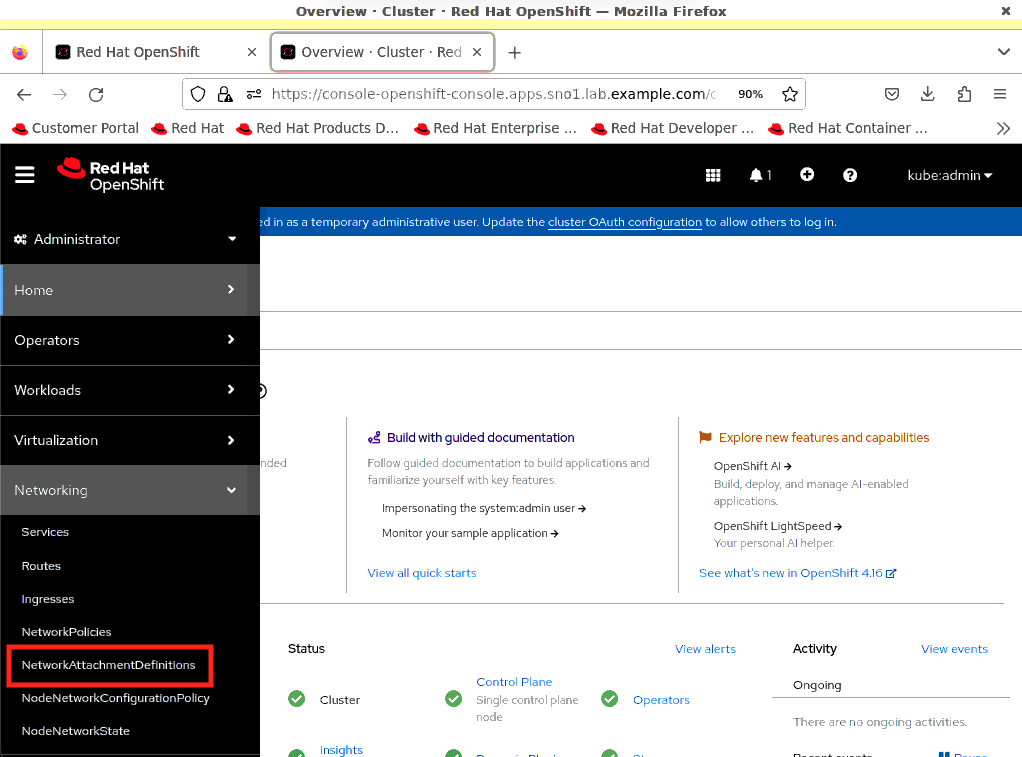 Overview · Cluster · Red Hat OpenShift — Mozilla Firefox
Red Hat OpenShift
Overview · Cluster · Red
https://console-openshift-console.apps.sno1.lab.example.com/
90%
Customer Portal
Red Hat
Red Hat Products D...
Red Hat Enterprise ...
Red Hat Developer ...
Red Hat Container ...
Red Hat
OpenShift
1
kube:admin
ed in as a temporary administrative user. Update the cluster OAuth configuration to allow others to log in.
Administrator
Home
Operators
Workloads
Virtualization
Networking
Services
Routes
Ingresses
NetworkPolicies
NetworkAttachmentDefinitions
NodeNetworkConfigurationPolicy
NodeNetworkState
nded
Build with guided documentation
Follow guided documentation to build applications and
familiarize yourself with key features.
Impersonating the system:admin user
Monitor your sample application
View all quick starts
Explore new features and capabilities
OpenShift AI
Build, deploy, and manage AI-enabled
applications.
OpenShift LightSpeed
Your personal AI helper.
See what's new in OpenShift 4.16
Status
View alerts
Cluster
Control Plane
Single control plane
node
Operators
Insights
Activity
View events
Ongoing
There are no ongoing activities.
Recent events
Pause